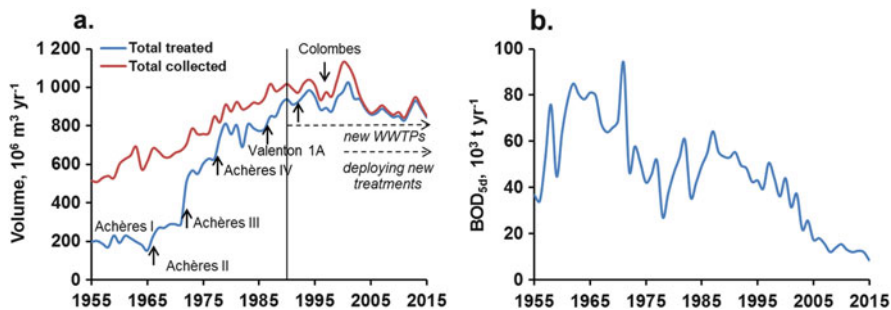 a.
Total treated
Total collected
Colombes
new WWTPs
deploying new
treatments
Valenton 1A
Achères IV
Achères III
Achères I
Achères II
Volume, 10⁶ m³ yr⁻¹
1 200
1 000
800
600
400
200
0
1955 1965 1975 1985 1995 2005 2015
b.
BOD₅d, 10³ t yr⁻¹
100
80
60
40
20
0
1955 1965 1975 1985 1995 2005 2015